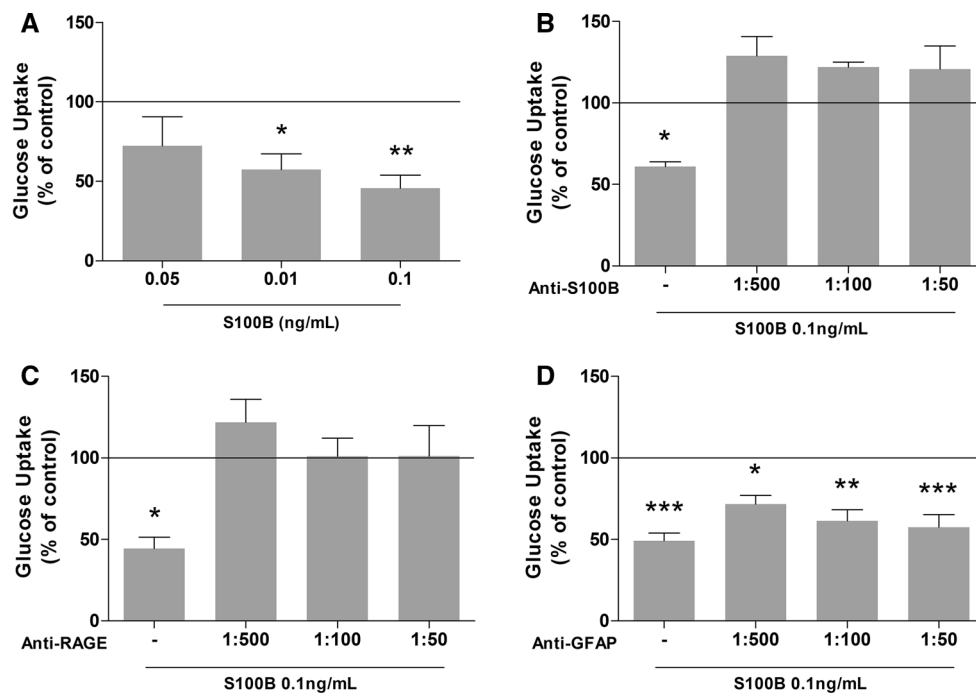 A
Glucose Uptake
(% of control)
150
100
50
0
*
**
0.05 0.01 0.1
S100B (ng/mL)
B
Glucose Uptake
(% of control)
150
100
50
0
*
Anti-S100B - 1:500 1:100 1:50
S100B 0.1ng/mL
C
Glucose Uptake
(% of control)
150
100
50
0
*
Anti-RAGE - 1:500 1:100 1:50
S100B 0.1ng/mL
D
Glucose Uptake
(% of control)
150
100
50
0
*** * ** ***
Anti-GFAP - 1:500 1:100 1:50
S100B 0.1ng/mL